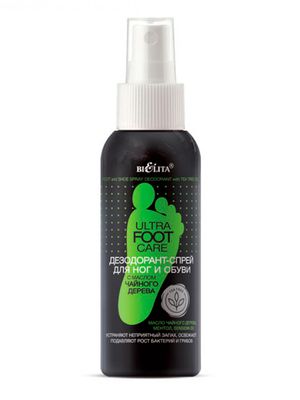 BIELITA®
FOOT and SHOE SPRAY DEODORANT with TEA TREE OIL
ULTRA
FOOT
CARE
ДЕЗОДОРАНТ-СПРЕЙ
ДЛЯ НОГ И ОБУВИ
С МАСЛОМ
ЧАЙНОГО
ДЕРЕВА
МАСЛО ЧАЙНОГО ДЕРЕВА,
МЕНТОЛ,
УСТРАНЯЮТ НЕПРИЯТНЫЙ ЗАПАХ, ОСВЕЖАЮТ
ПОДАВЛЯЮТ РОСТ БАКТЕРИЙ И ГРИБОВ